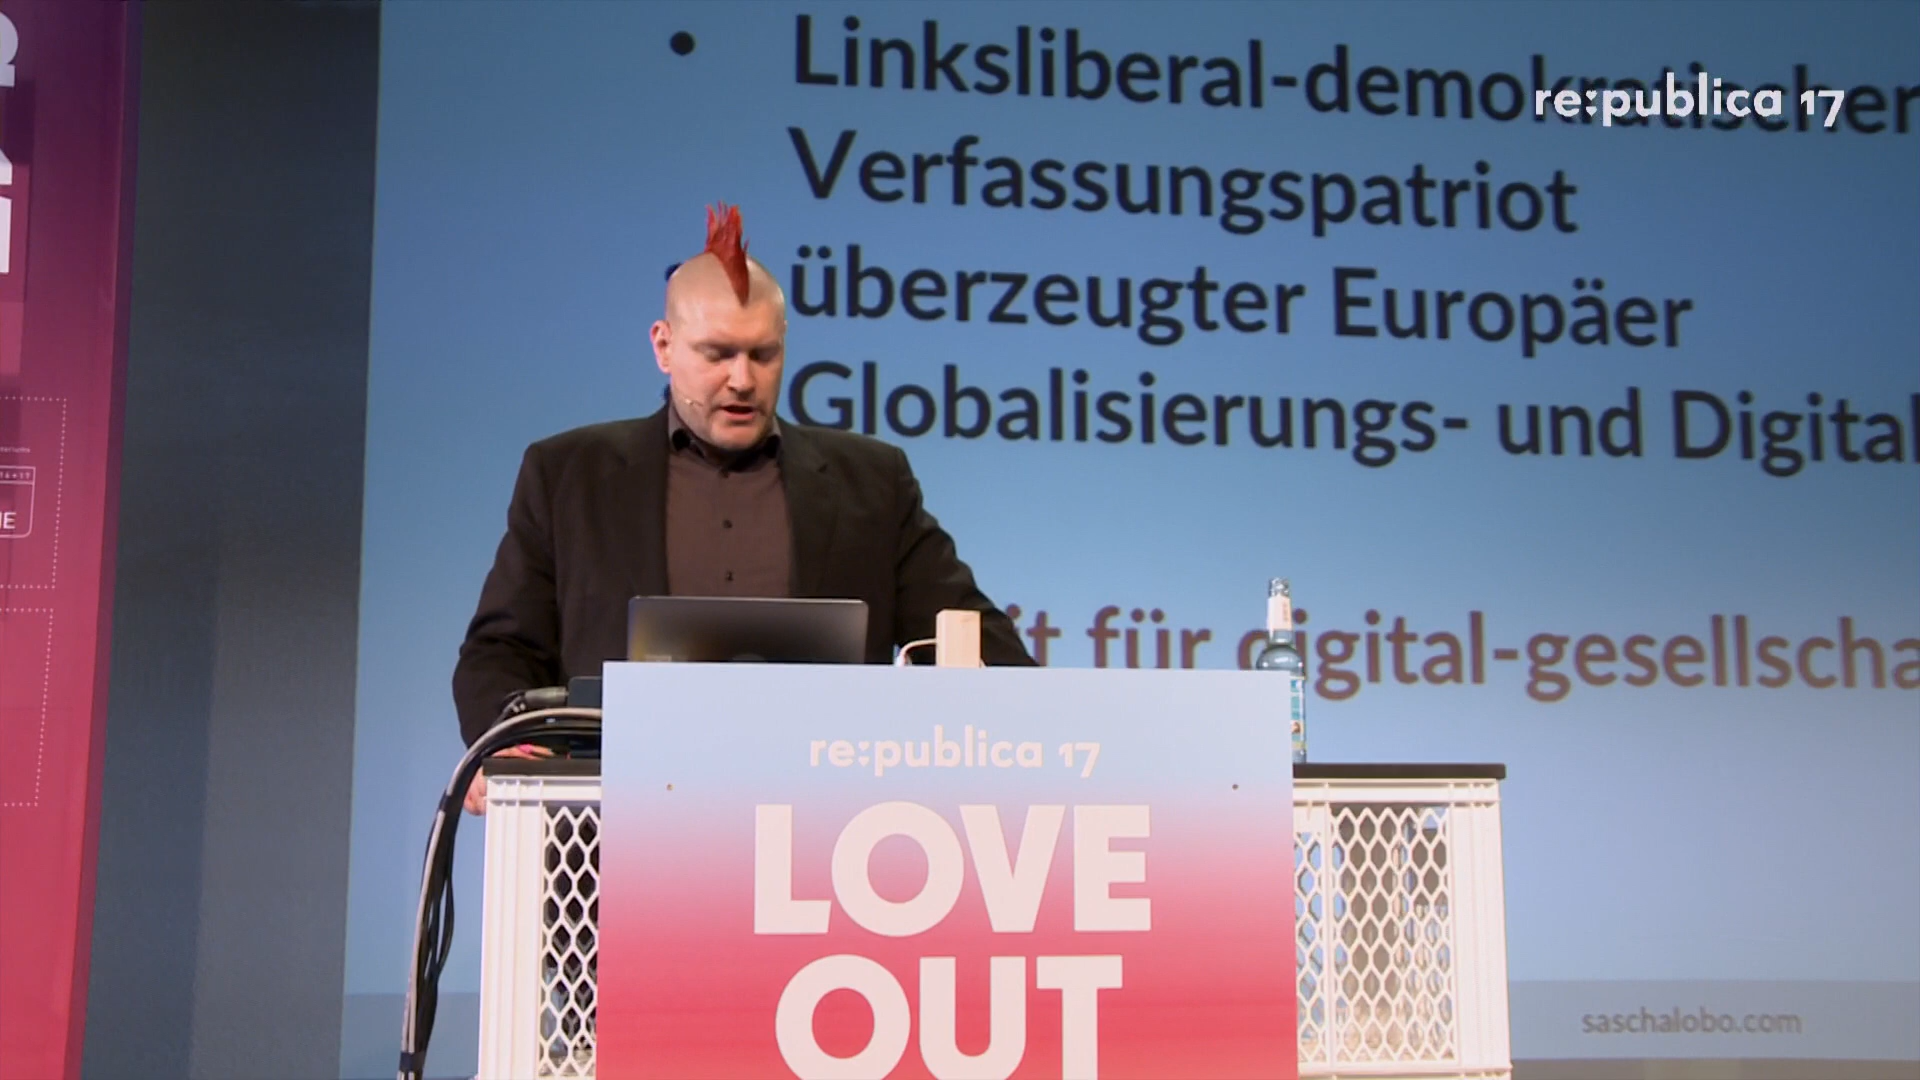 Linksliberal-demokratischer
Verfassungspatriot
überzeugter Europäer
Globalisierungs- und Digital
re:publica 17
it für digital-gesellscha
re:publica 17
LOVE
OUT
saschalobo.com